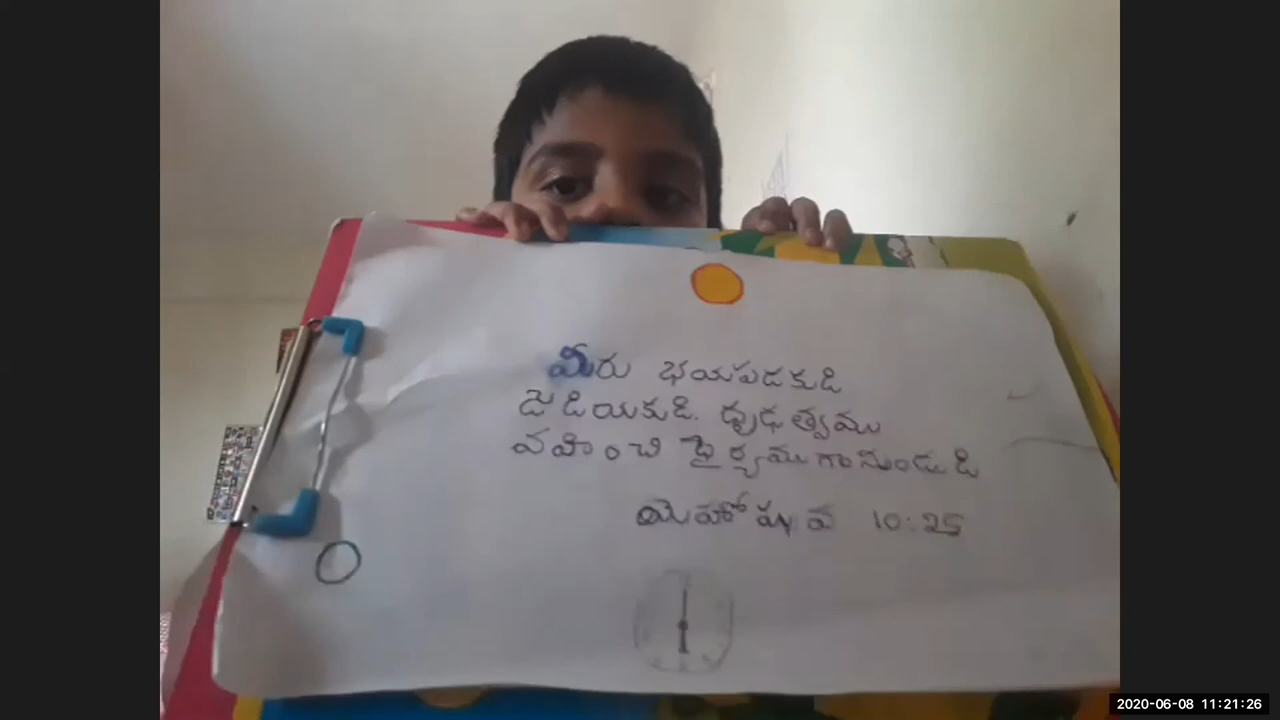 మీరు భయపడకుడి
జడియకుడి. ధృఢత్వము
వహించి ధైర్యముగానుండుడి
యెహోషువ 10:25
2020-06-08 11:21:26